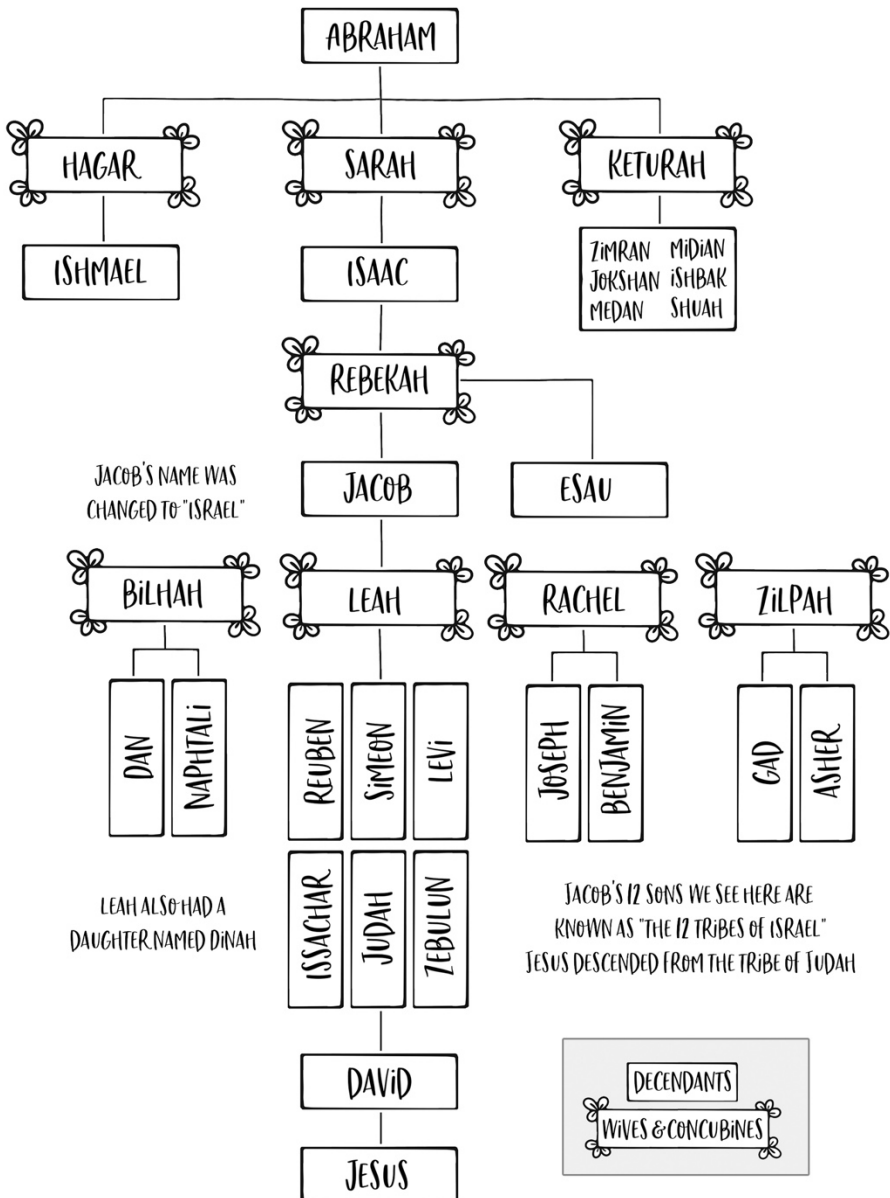 ABRAHAM
HAGAR
SARAH
KETURAH
ISHMAEL
ISAAC
ZIMRAN MIDIAN
JOKSHAN ISHBAK
MEDAN SHUAH
REBEKAH
JACOB'S NAME WAS
CHANGED TO "ISRAEL"
JACOB
ESAU
BILHAH
LEAH
RACHEL
ZILPAH
DAN
NAPHTALI
REUBEN
SIMEON
LEVI
JOSEPH
BENJAMIN
GAD
ASHER
ISSACHAR
JUDAH
ZEBULUN
LEAH ALSO HAD A
DAUGHTER NAMED DINAH
JACOB'S 12 SONS WE SEE HERE ARE
KNOWN AS "THE 12 TRIBES OF ISRAEL"
JESUS DESCENDED FROM THE TRIBE OF JUDAH
DAVID
JESUS
DECENDANTS
WIVES & CONCUBINES